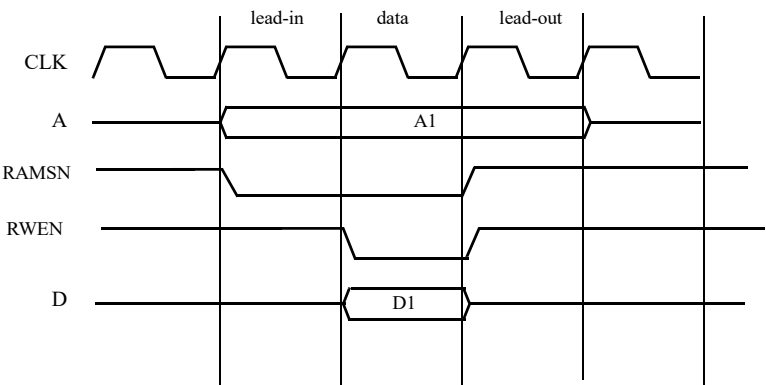 lead-in data lead-out
CLK
A A1
RAMSN
RWEN
D D1